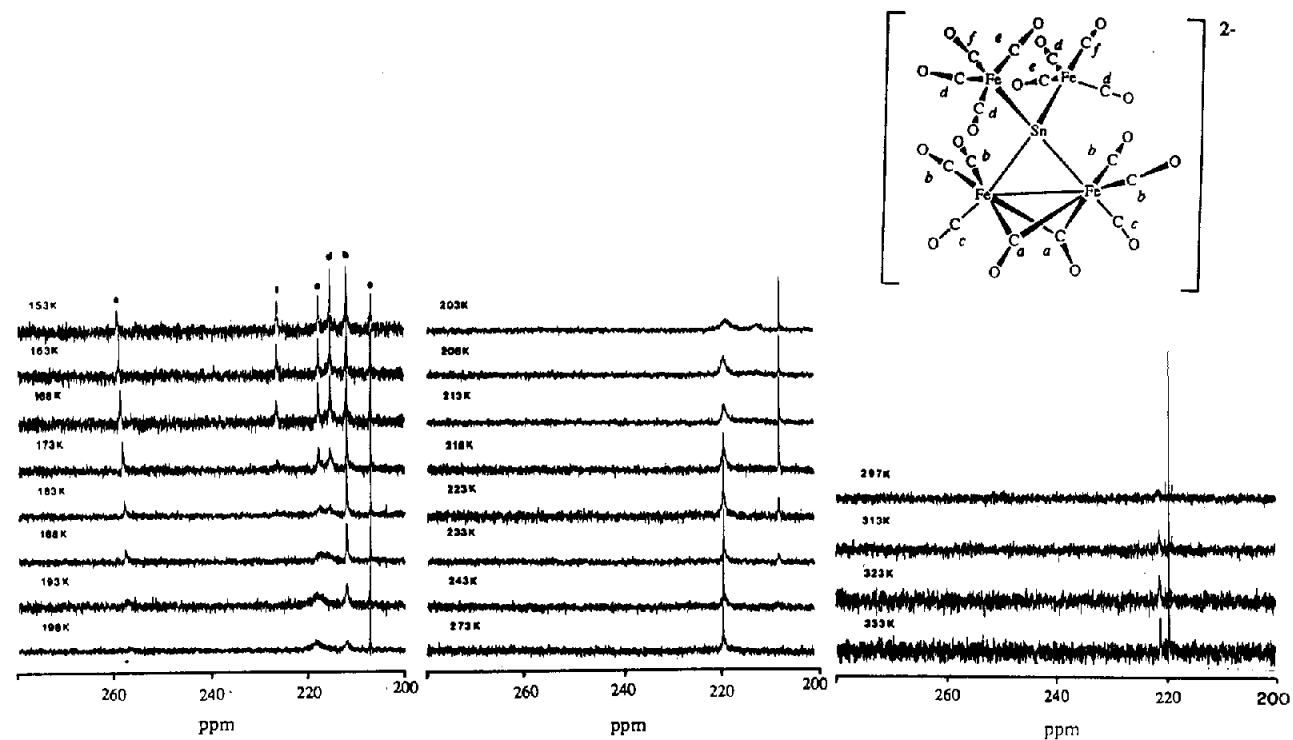 2-
153K
163K
168K
173K
183K
188K
193K
198K
260
240
220
200
ppm
203K
208K
213K
218K
223K
233K
243K
273K
260
240
220
200
ppm
297K
313K
323K
333K
260
240
220
200
ppm
O
C
f
e
C
O
O
C
d
C
O
f
O
C
d
Fe
O
C
e
Fe
C
d
O
C
d
O
Sn
O
C
b
O
C
b
Fe
C
c
O
b
C
O
Fe
C
b
O
C
c
O
C
a
O
C
a
O